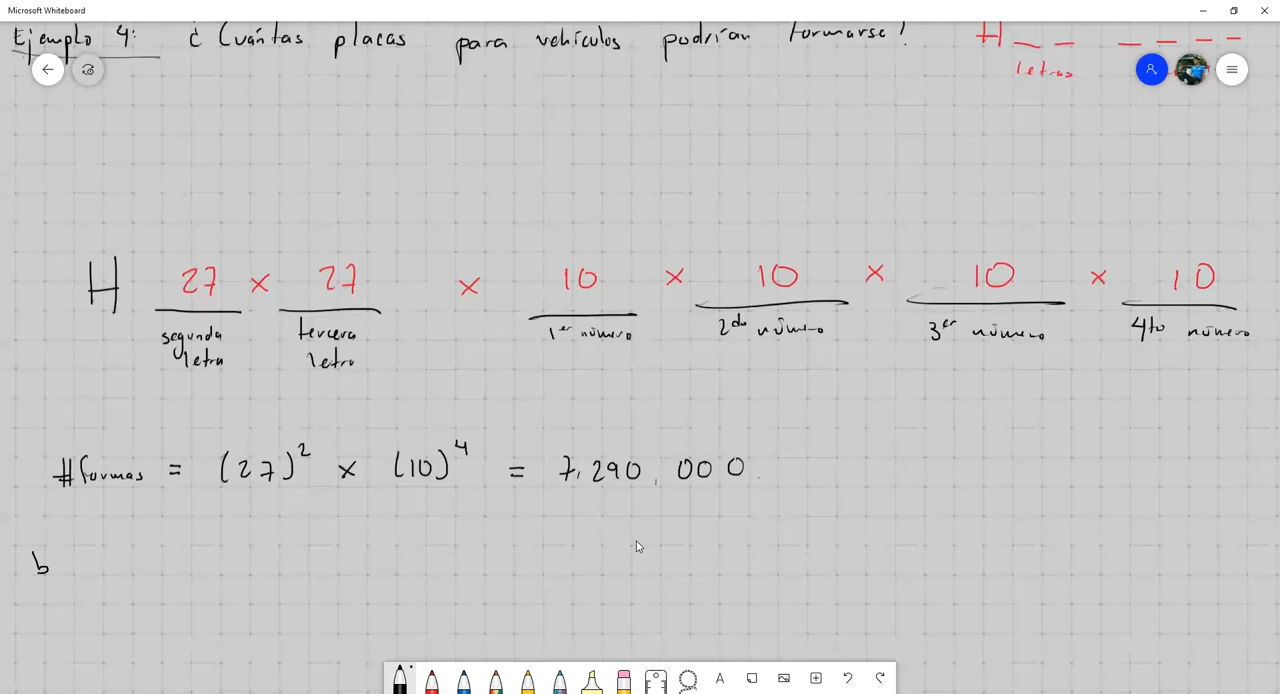 Microsoft Whiteboard
Ejemplo 4: ¿Cuántas placas para vehículos podrían formarse?
H _ _ _ _ _ _
letras
H 27 x 27 x 10 x 10 x 10 x 10
segunda letra tercera letra 1er número 2do número 3er número 4to número
#formas = (27)² x (10)⁴ = 7,290,000
b
A